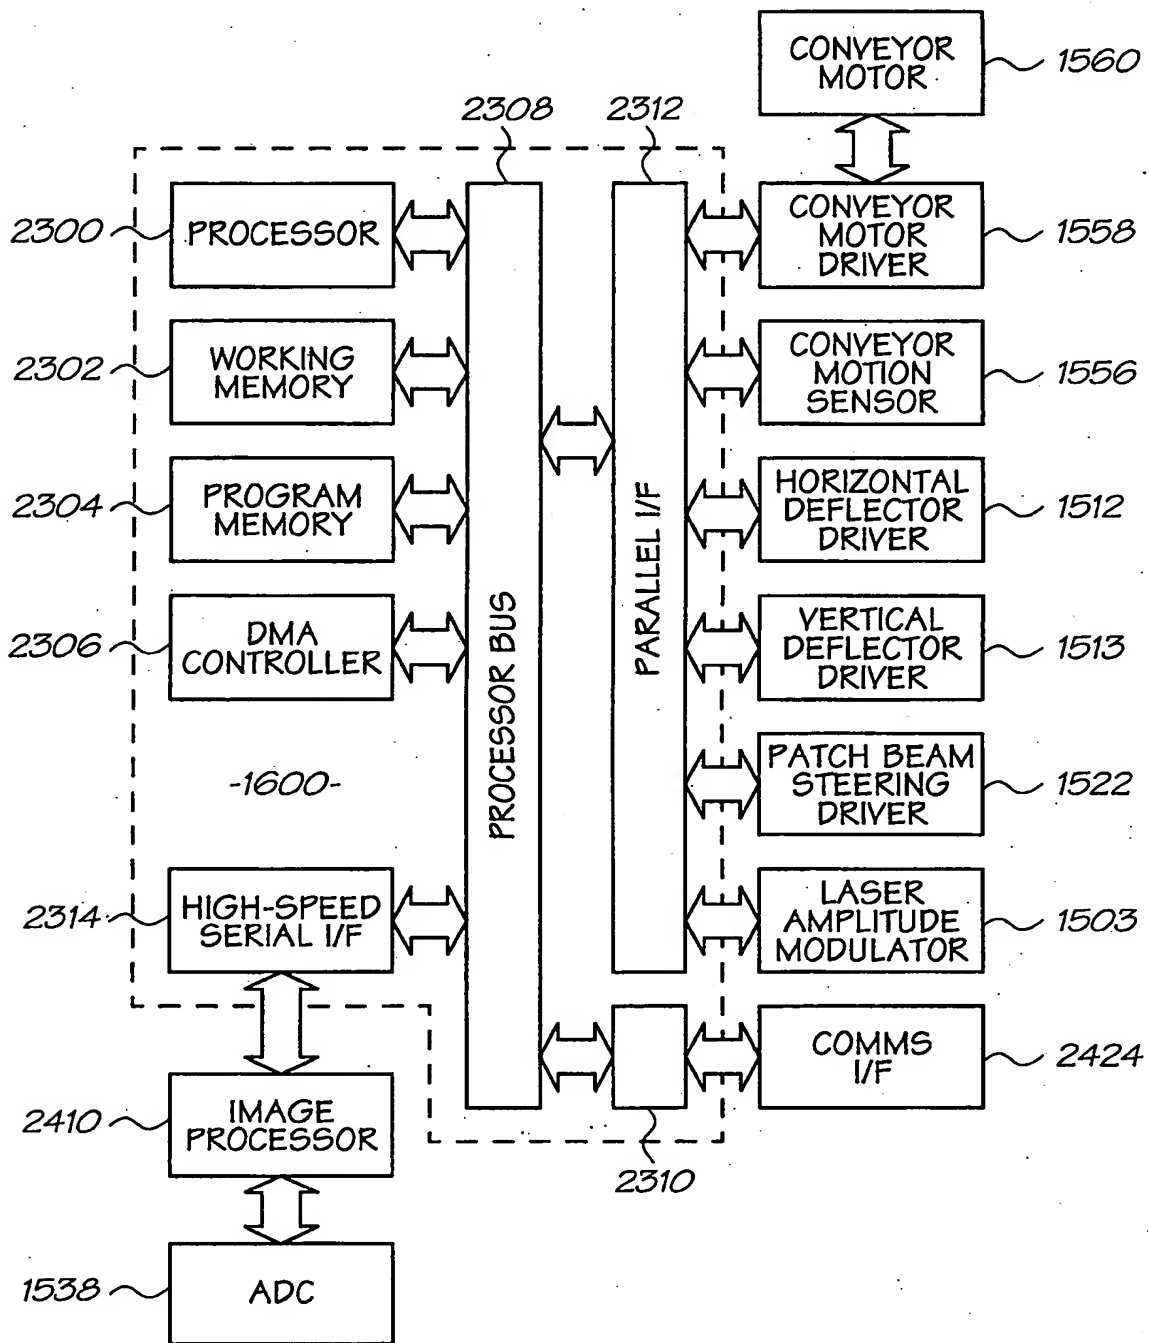 CONVEYOR
MOTOR
1560
2308
2312
2300
PROCESSOR
CONVEYOR
MOTOR
DRIVER
1558
2302
WORKING
MEMORY
CONVEYOR
MOTION
SENSOR
1556
2304
PROGRAM
MEMORY
HORIZONTAL
DEFLECTOR
DRIVER
1512
2306
DMA
CONTROLLER
PROCESSOR BUS
PARALLEL I/F
VERTICAL
DEFLECTOR
DRIVER
1513
-1600-
PATCH BEAM
STEERING
DRIVER
1522
2314
HIGH-SPEED
SERIAL I/F
LASER
AMPLITUDE
MODULATOR
1503
COMMS
I/F
2424
2410
IMAGE
PROCESSOR
2310
1538
ADC